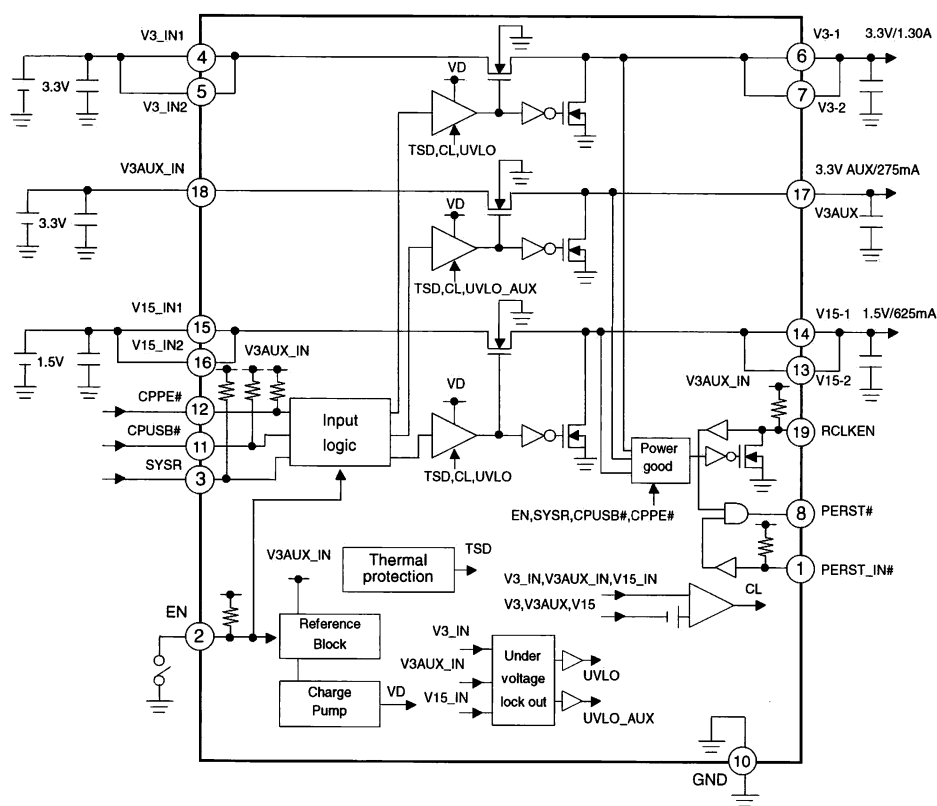 V3_IN1
4
V3-1
3.3V/1.30A
6
3.3V
5
V3_IN2
VD
7
V3-2
TSD,CL,UVLO
V3AUX_IN
18
3.3V AUX/275mA
17
3.3V
VD
V3AUX
TSD,CL,UVLO_AUX
V15_IN1
15
V15-1
1.5V/625mA
14
V15_IN2
16
1.5V
V3AUX_IN
13
V15-2
V3AUX_IN
VD
CPPE#
12
Input
logic
19
RCLKEN
CPUSB#
11
Power
good
SYSR
3
TSD,CL,UVLO
EN,SYSR,CPUSB#,CPPE#
8
PERST#
V3AUX_IN
Thermal
protection
TSD
1
PERST_IN#
V3_IN,V3AUX_IN,V15_IN
CL
V3,V3AUX,V15
EN
2
Reference
Block
V3_IN
V3AUX_IN
V15_IN
Under
voltage
lock out
UVLO
UVLO_AUX
Charge
Pump
VD
10
GND